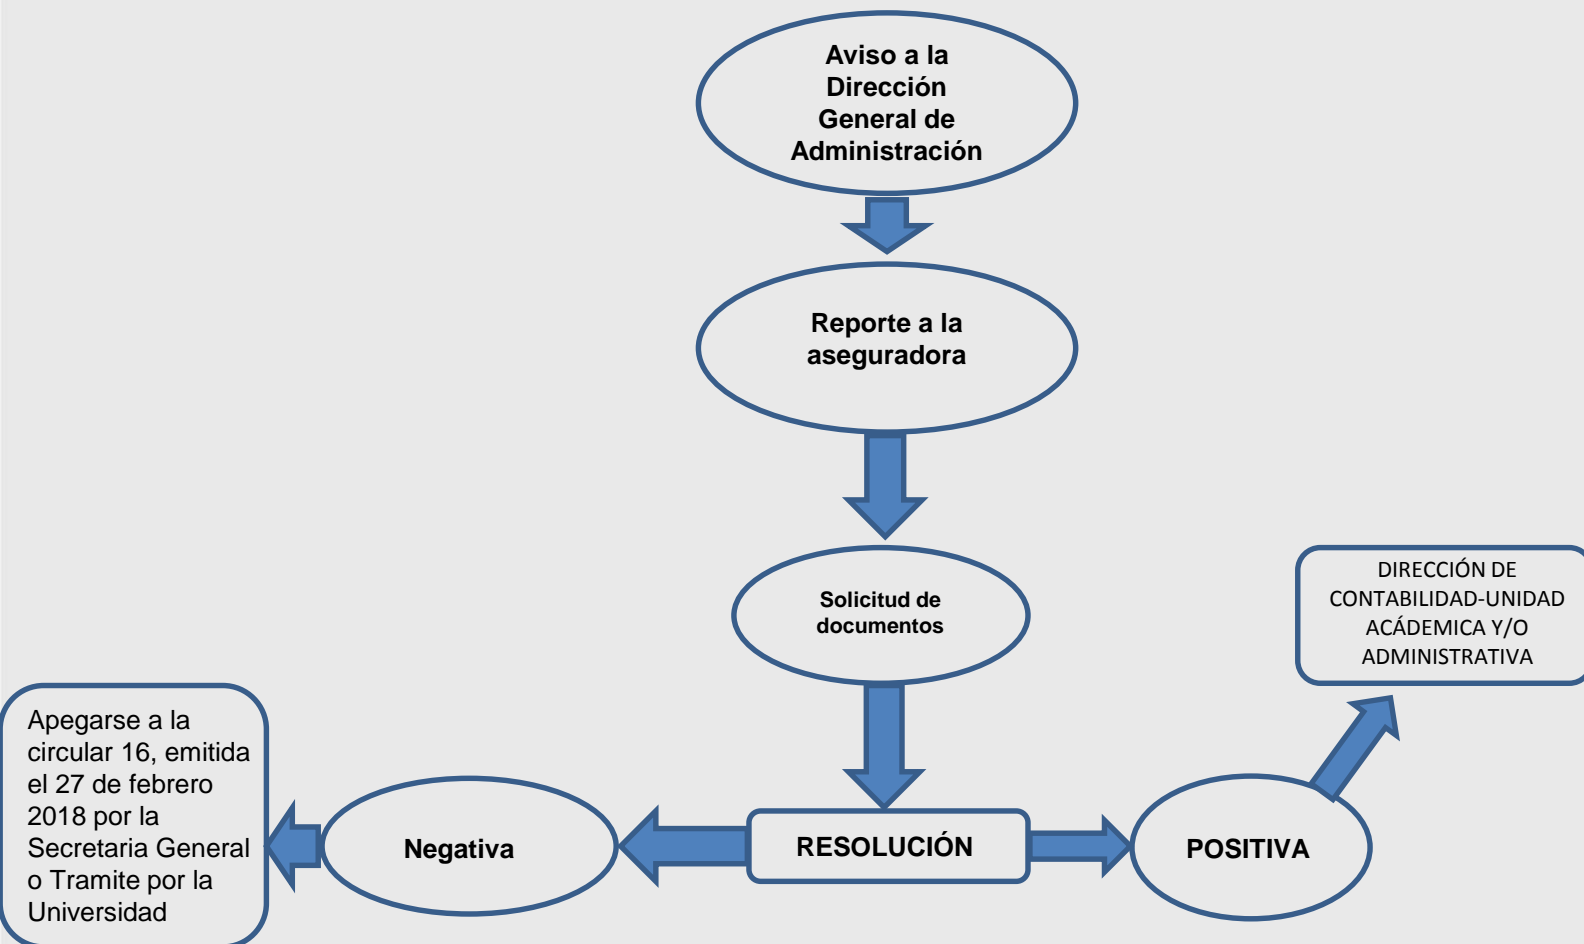 Aviso a la
Dirección
General de
Administración
Reporte a la
aseguradora
Solicitud de
documentos
DIRECCIÓN DE
CONTABILIDAD-UNIDAD
ACÁDEMICA Y/O
ADMINISTRATIVA
Apegarse a la
circular 16, emitida
el 27 de febrero
2018 por la
Secretaria General
o Tramite por la
Universidad
Negativa
RESOLUCIÓN
POSITIVA